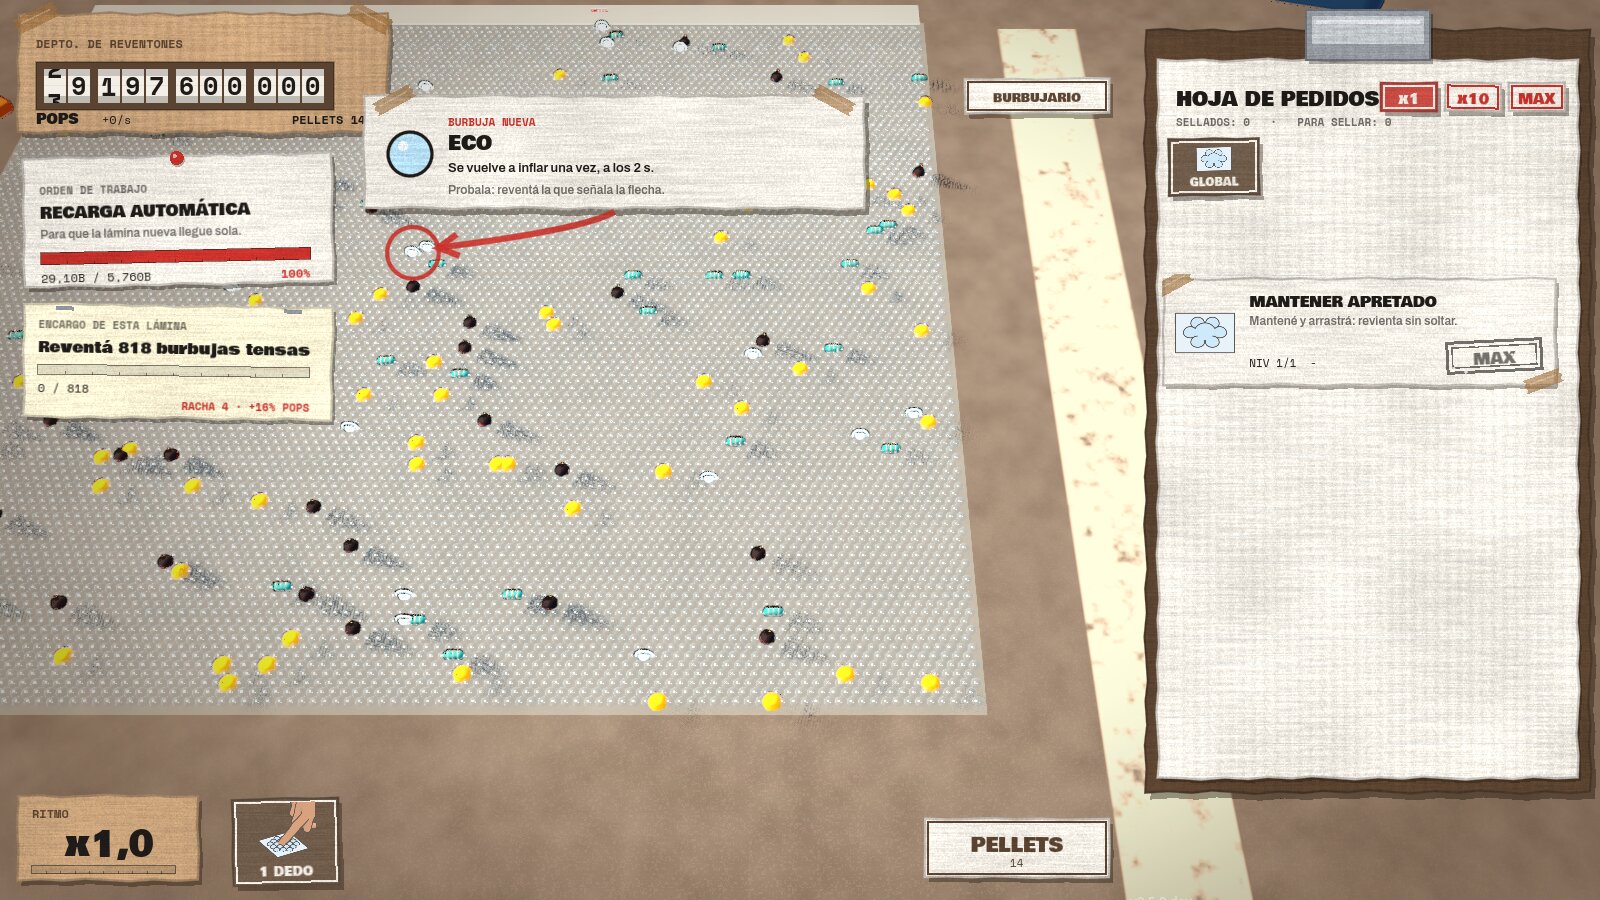 DEPTO. DE REVENTONES
9 197 600 000
POPS +0/s PELLETS 14
ORDEN DE TRABAJO
RECARGA AUTOMÁTICA
Para que la lámina nueva llegue sola.
29.10B / 5.760B 100%
ENCARGO DE ESTA LÁMINA
Reventá 818 burbujas tensas
0 / 818
RACHA 4 · +16% POPS
BURBUJA NUEVA
ECO
Se vuelve a inflar una vez, a los 2 s.
Probala: reventá la que señala la flecha.
BURBUJARIO
HOJA DE PEDIDOS x1 x10 MAX
SELLADOS: 0 · PARA SELLAR: 0
GLOBAL
MANTENER APRETADO
Mantené y arrastrá: revienta sin soltar.
NIV 1/1 -
MAX
RITMO
x1,0
1 DEDO
PELLETS
14